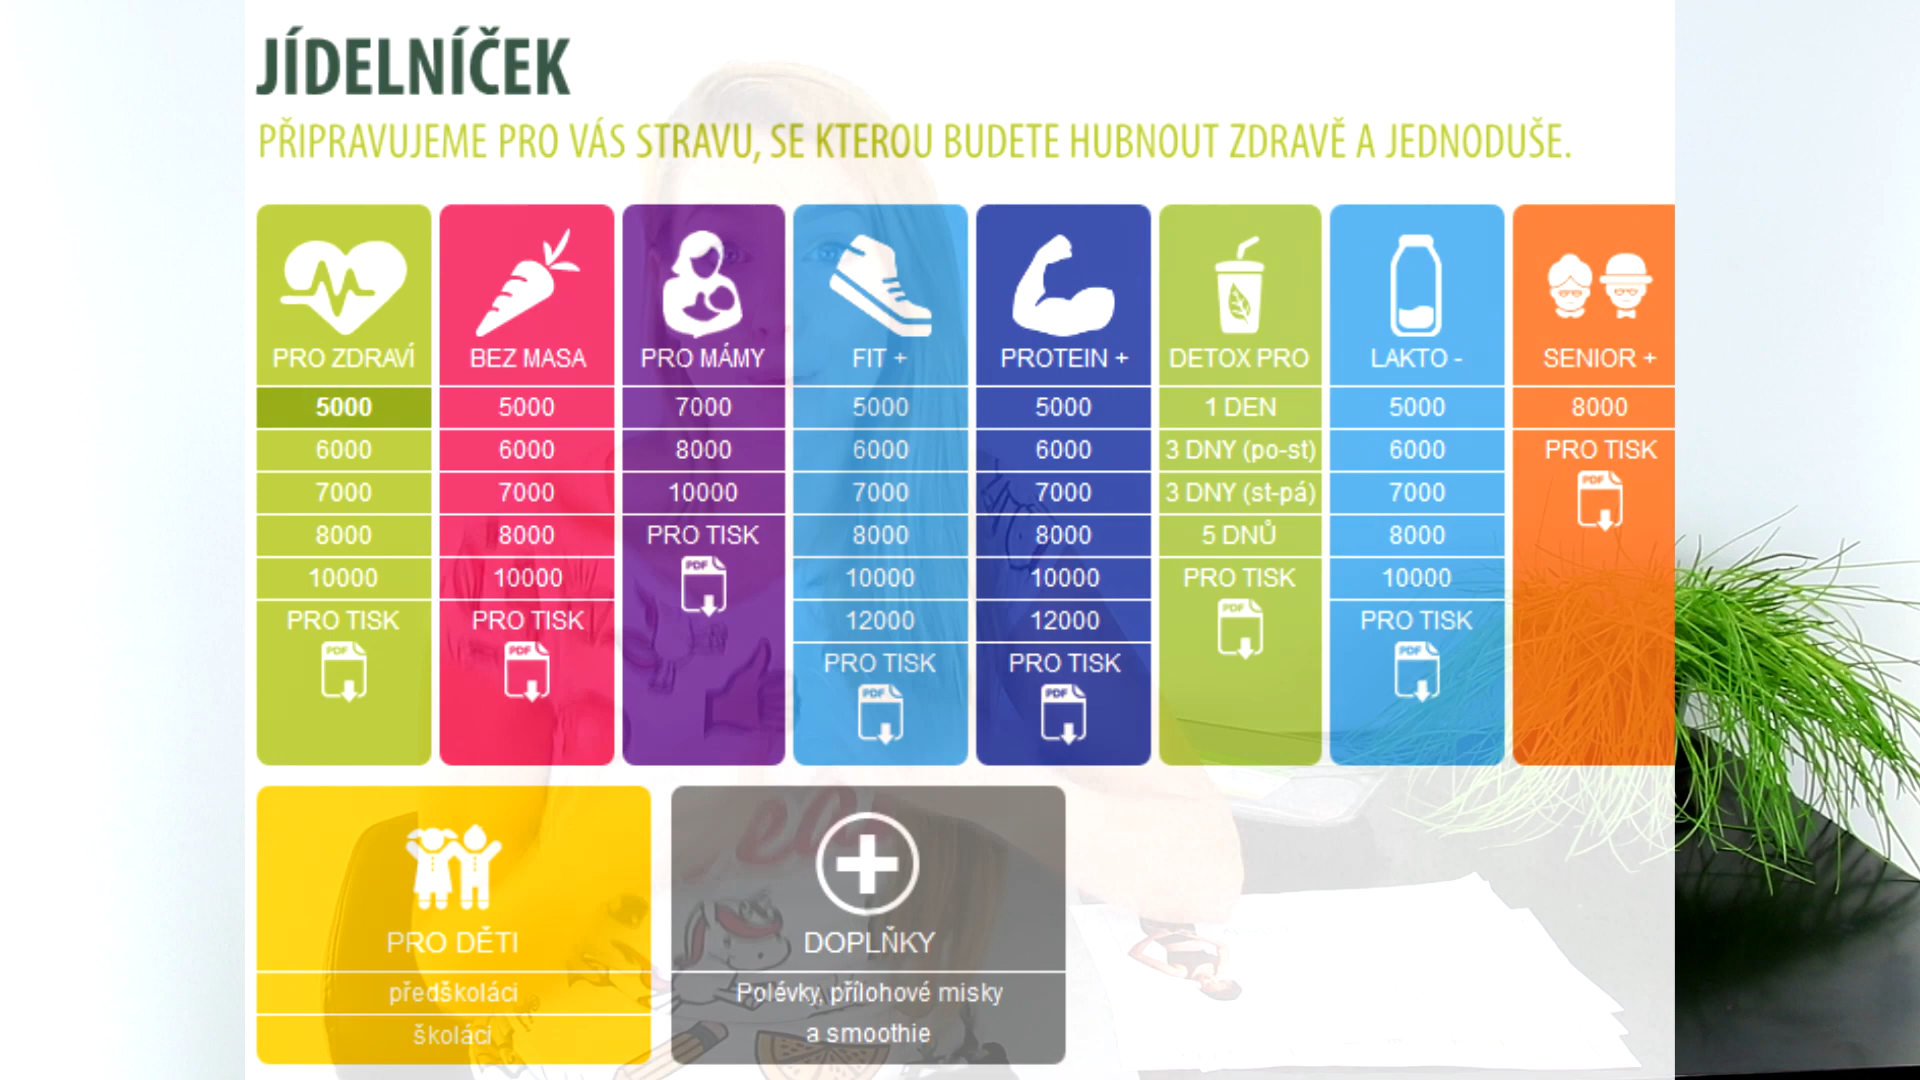 JÍDELNÍČEK
PŘIPRAVUJEME PRO VÁS STRAVU, SE KTEROU BUDETE HUBNOUT ZDRAVĚ A JEDNODUŠE.
PRO ZDRAVÍ
5000
6000
7000
8000
10000
PRO TISK
PDF
BEZ MASA
5000
6000
7000
8000
10000
PRO TISK
PDF
PRO MÁMY
7000
8000
10000
PRO TISK
PDF
FIT +
5000
6000
7000
8000
10000
12000
PRO TISK
PDF
PROTEIN +
5000
6000
7000
8000
10000
12000
PRO TISK
PDF
DETOX PRO
1 DEN
3 DNY (po-st)
3 DNY (st-pá)
5 DNŮ
PRO TISK
PDF
LAKTO -
5000
6000
7000
8000
10000
PRO TISK
PDF
SENIOR +
8000
PRO TISK
PDF
PRO DĚTI
předškoláci
školáci
DOPLŇKY
Polévky, přílohové misky
a smoothie